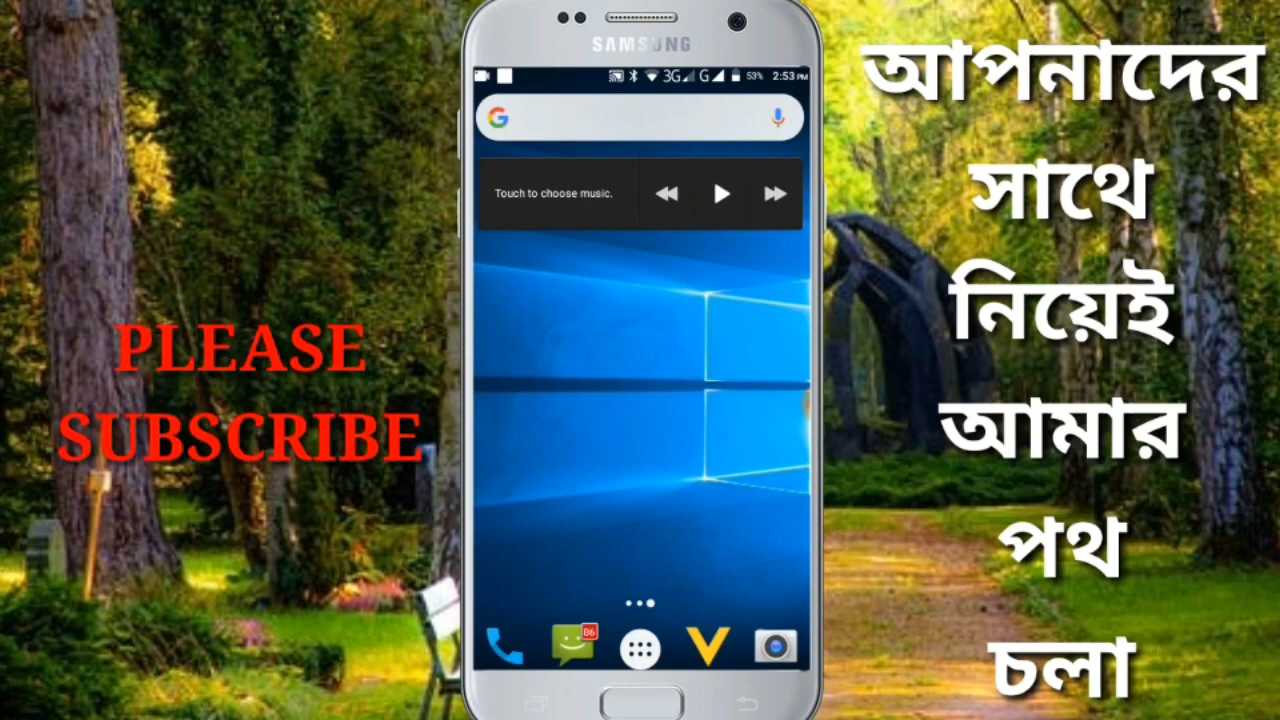 PLEASE
SUBSCRIBE
SAMSUNG
3G G 53% 2:53 PM
Touch to choose music.
86
আপনাদের
সাথে
নিয়েই
আমার
পথ
চলা